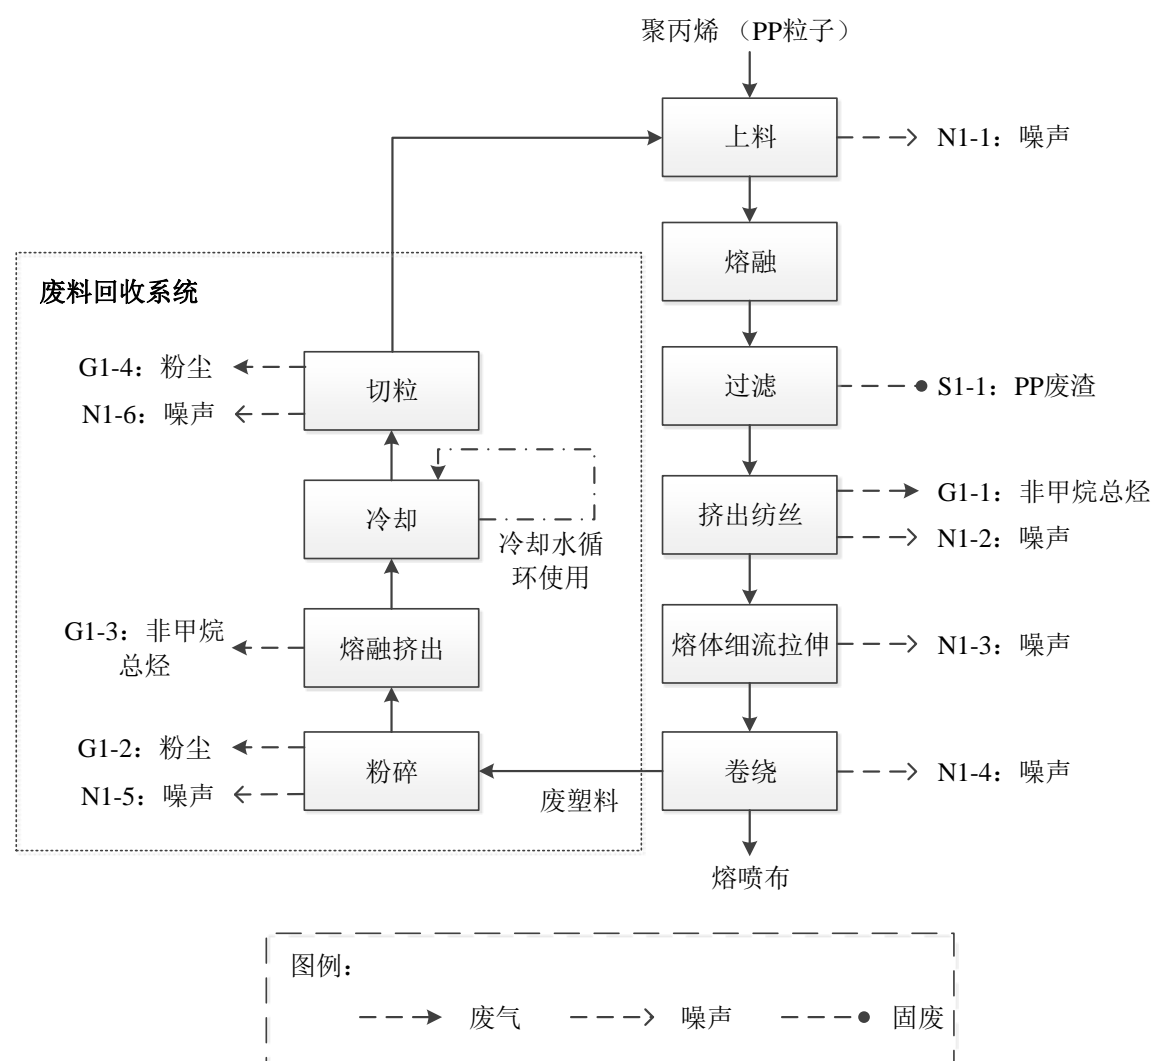 聚丙烯 （PP粒子）
上料
N1-1：噪声
熔融
废料回收系统
过滤
S1-1：PP废渣
G1-4：粉尘
N1-6：噪声
切粒
挤出纺丝
G1-1：非甲烷总烃
N1-2：噪声
冷却
冷却水循
环使用
熔体细流拉伸
N1-3：噪声
G1-3：非甲烷
总烃
熔融挤出
卷绕
N1-4：噪声
G1-2：粉尘
N1-5：噪声
粉碎
废塑料
熔喷布
图例：
废气
噪声
固废